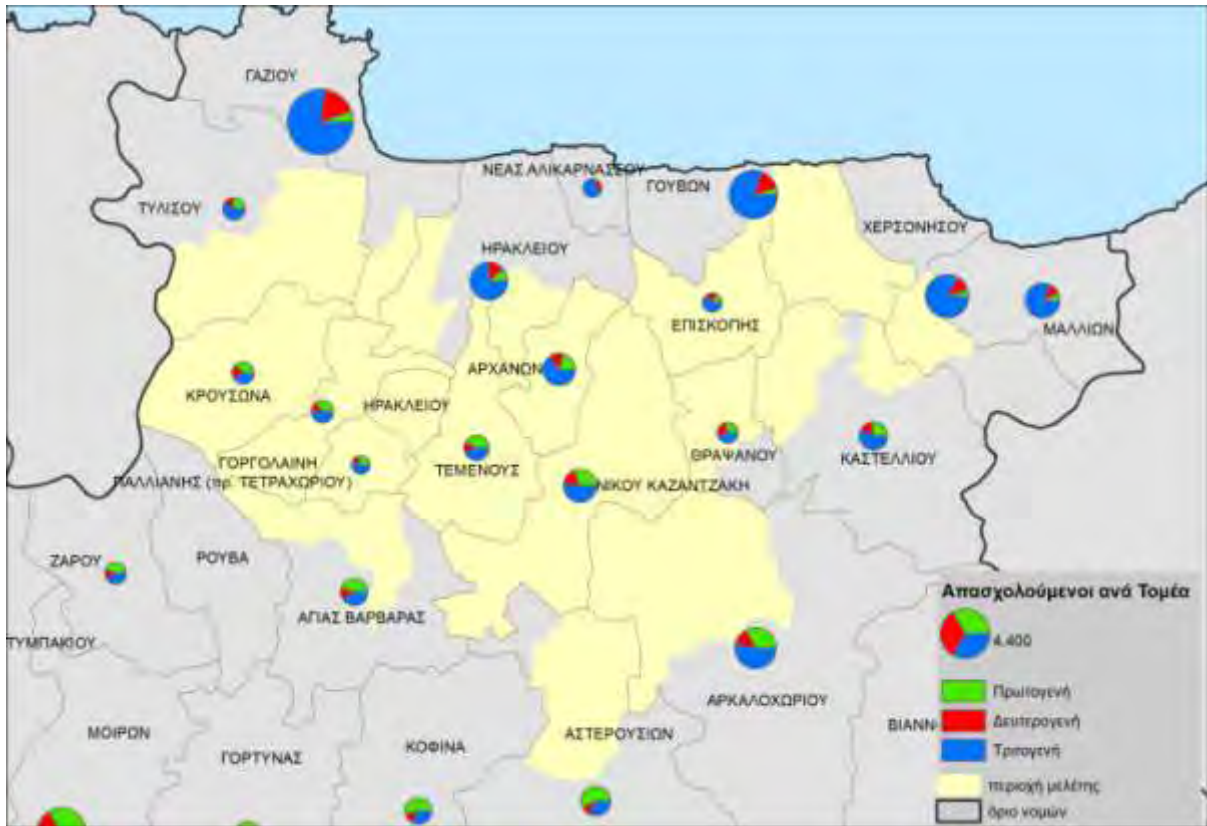 ΓΑΖΙΟΥ
ΝΕΑΣ ΑΛΙΚΑΡΝΑΣΣΟΥ
ΓΟΥΒΩΝ
ΤΥΛΙΣΟΥ
ΧΕΡΣΟΝΗΣΟΥ
ΗΡΑΚΛΕΙΟΥ
ΕΠΙΣΚΟΠΗΣ
ΜΑΛΛΙΩΝ
ΑΡΧΑΝΩΝ
ΚΡΟΥΣΩΝΑ
ΗΡΑΚΛΕΙΟΥ
ΘΡΑΨΑΝΟΥ
ΚΑΣΤΕΛΛΙΟΥ
ΓΟΡΓΟΛΑΙΝΗ
ΤΕΜΕΝΟΥΣ
ΠΑΛΛΙΑΝΗΣ (πρ. ΤΕΤΡΑΧΩΡΙΟΥ)
ΝΙΚΟΥ ΚΑΖΑΝΤΖΑΚΗ
ΖΑΡΟΥ
ΡΟΥΒΑ
ΑΓΙΑΣ ΒΑΡΒΑΡΑΣ
ΤΥΜΠΑΚΙΟΥ
ΑΡΚΑΛΟΧΩΡΙΟΥ
ΜΟΙΡΩΝ
ΓΟΡΤΥΝΑΣ
ΚΟΦΙΝΑ
ΑΣΤΕΡΟΥΣΙΩΝ
ΒΙΑΝΝ
Απασχολούμενοι ανά Τομέα
4.400
Πρωτογενή
Δευτερογενή
Τριτογενή
περιοχή μελέτης
όριο νομών